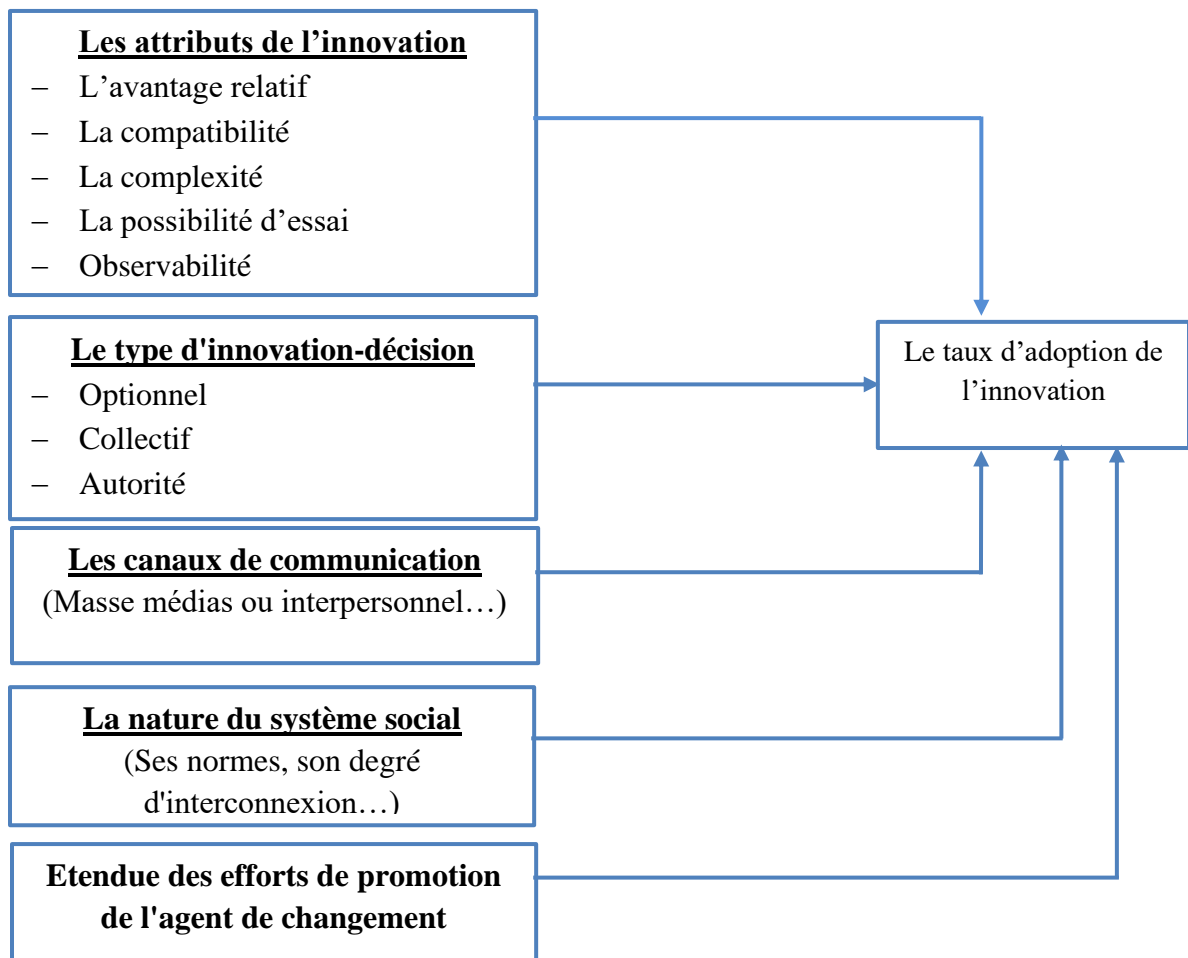 Les attributs de l’innovation
– L’avantage relatif
– La compatibilité
– La complexité
– La possibilité d’essai
– Observabilité
Le type d'innovation-décision
– Optionnel
– Collectif
– Autorité
Les canaux de communication
(Masse médias ou interpersonnel…)
La nature du système social
(Ses normes, son degré
d'interconnexion…)
Etendue des efforts de promotion
de l'agent de changement
Le taux d’adoption de
l’innovation